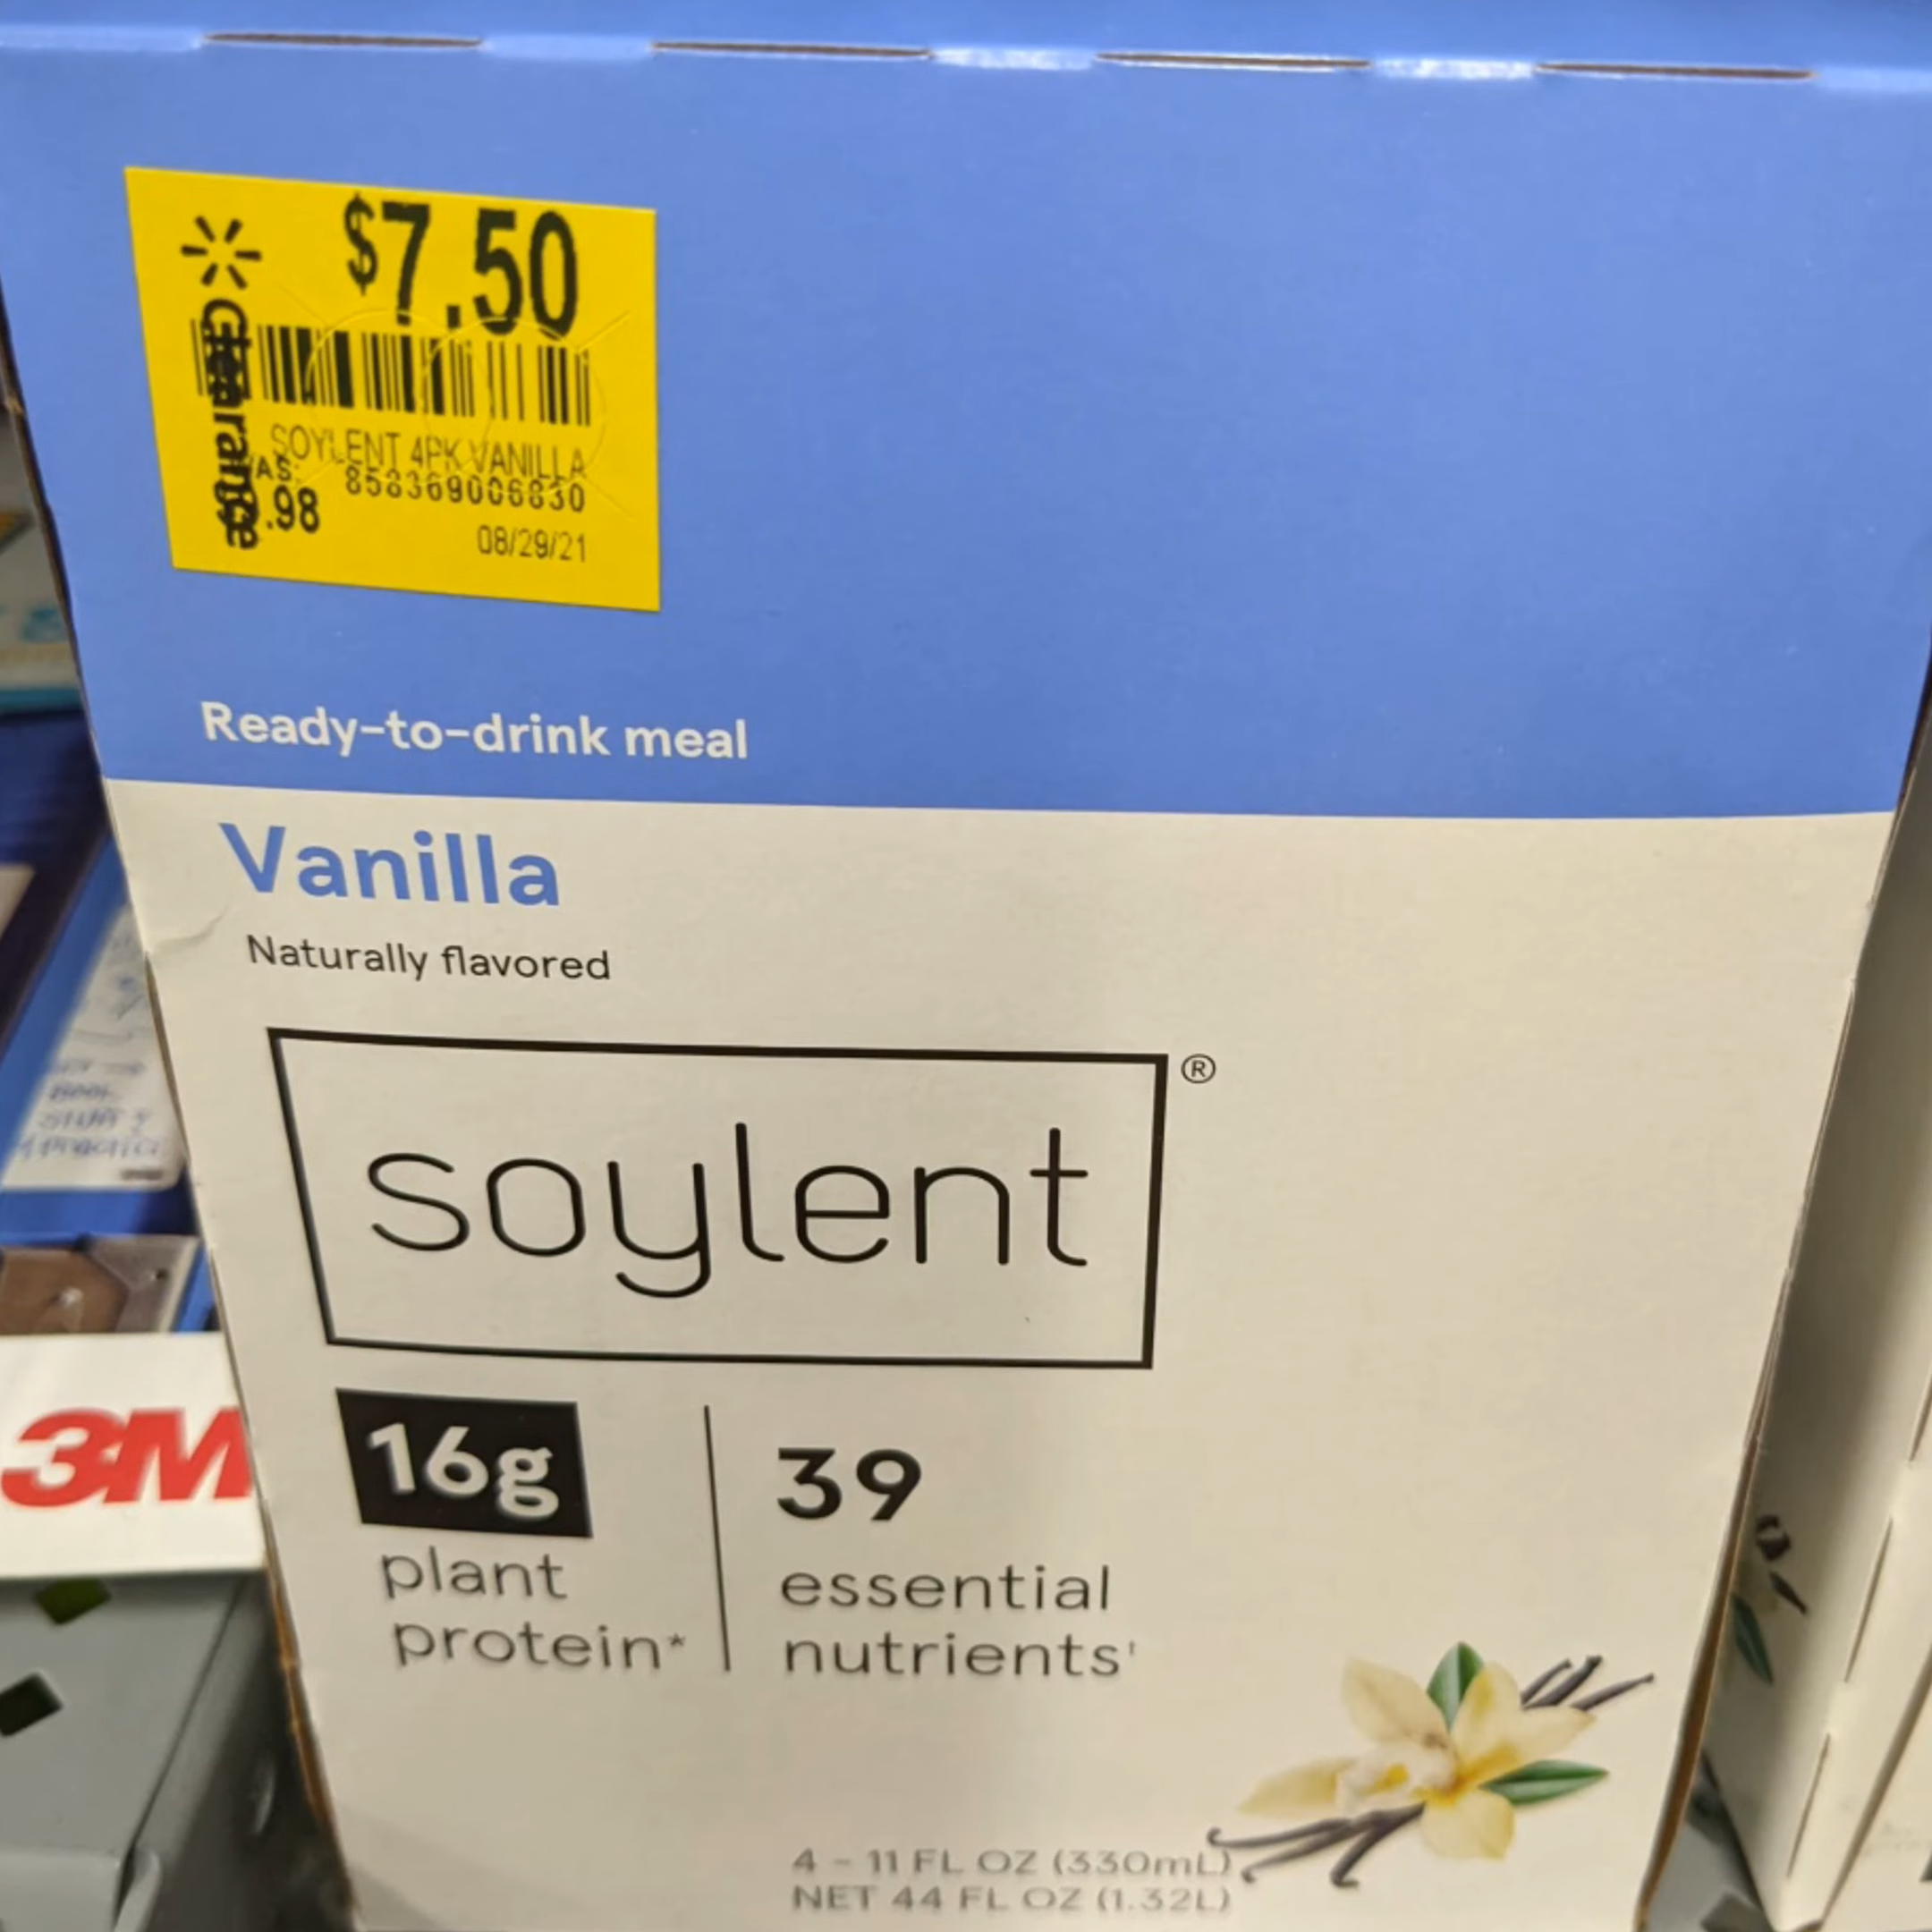 $7.50
Clearance
SOYLENT 4PK VANILLA
858369006830
.98
08/29/21
Ready-to-drink meal
Vanilla
Naturally flavored
soylent®
16g
plant
protein*
39
essential
nutrients†
4 - 11 FL OZ (330mL)
NET 44 FL OZ (1.32L)
3M